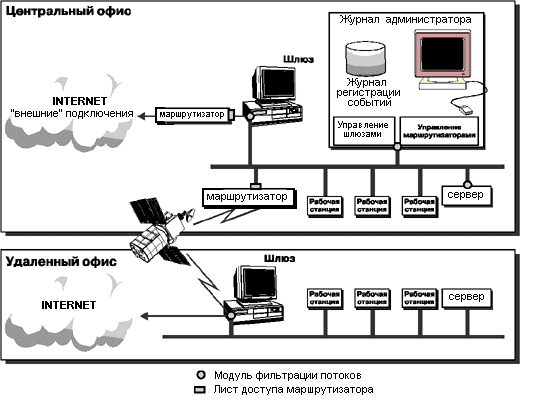 Центральный офис
Журнал администратора
Шлюз
Журнал
регистрации
событий
INTERNET
"внешние" подключения
маршрутизатор
Управление
шлюзами
Управление
маршрутизаторами
маршрутизатор
Рабочая
станция
Рабочая
станция
Рабочая
станция
сервер
Удаленный офис
Шлюз
INTERNET
Рабочая
станция
Рабочая
станция
Рабочая
станция
сервер
Модуль фильтрации потоков
Лист доступа маршрутизатора